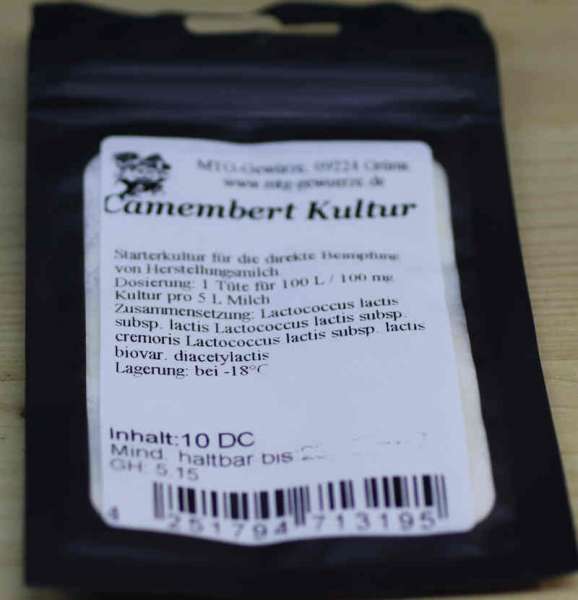 MTG-Gewürze, 09224 Grüna
www.mtg-gewuerze.de
Camembert Kultur
Starterkultur für die direkte Beimpfung
von Herstellungsmilch
Dosierung: 1 Tüte für 100 L / 100 mg
Kultur pro 5 L Milch
Zusammensetzung: Lactococcus lactis
subsp. lactis Lactococcus lactis subsp.
cremoris Lactococcus lactis subsp. lactis
biovar. diacetylactis
Lagerung: bei -18°C
Inhalt:10 DC
Mind. haltbar bis
GH: 5.15
4 251794 713195